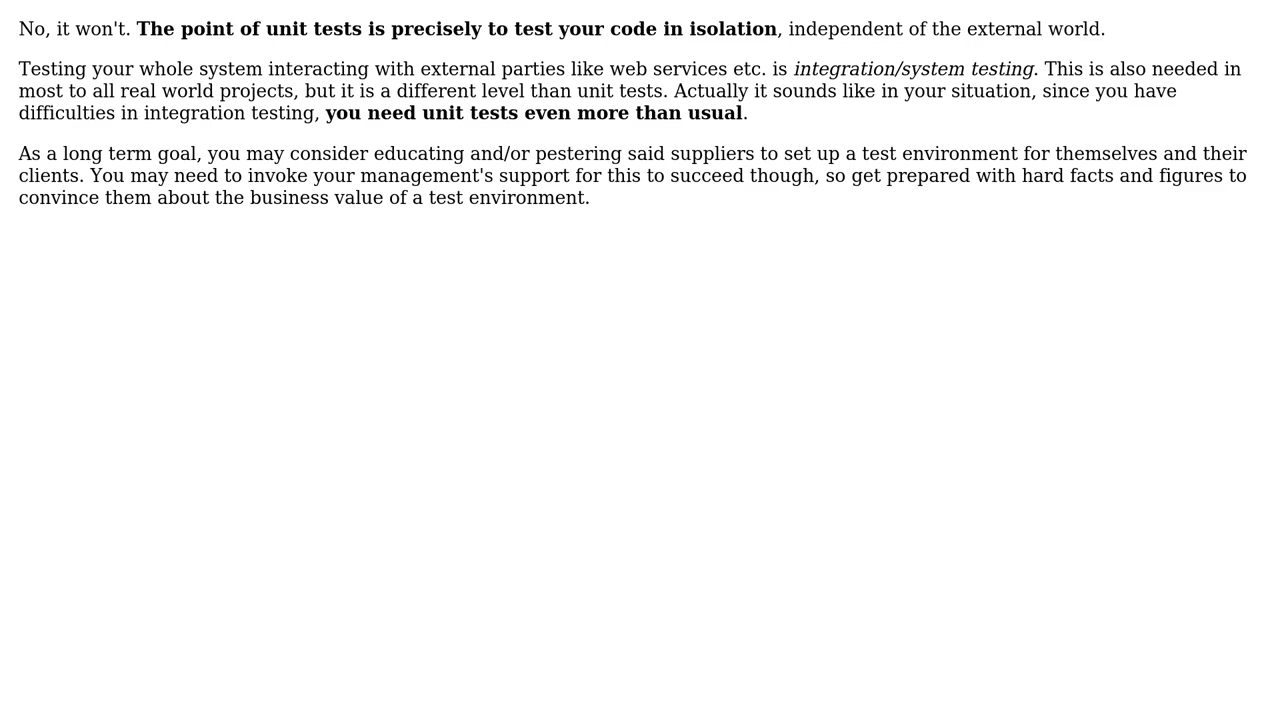 No, it won't. The point of unit tests is precisely to test your code in isolation, independent of the external world.
Testing your whole system interacting with external parties like web services etc. is integration/system testing. This is also needed in
most to all real world projects, but it is a different level than unit tests. Actually it sounds like in your situation, since you have
difficulties in integration testing, you need unit tests even more than usual.
As a long term goal, you may consider educating and/or pestering said suppliers to set up a test environment for themselves and their
clients. You may need to invoke your management's support for this to succeed though, so get prepared with hard facts and figures to
convince them about the business value of a test environment.